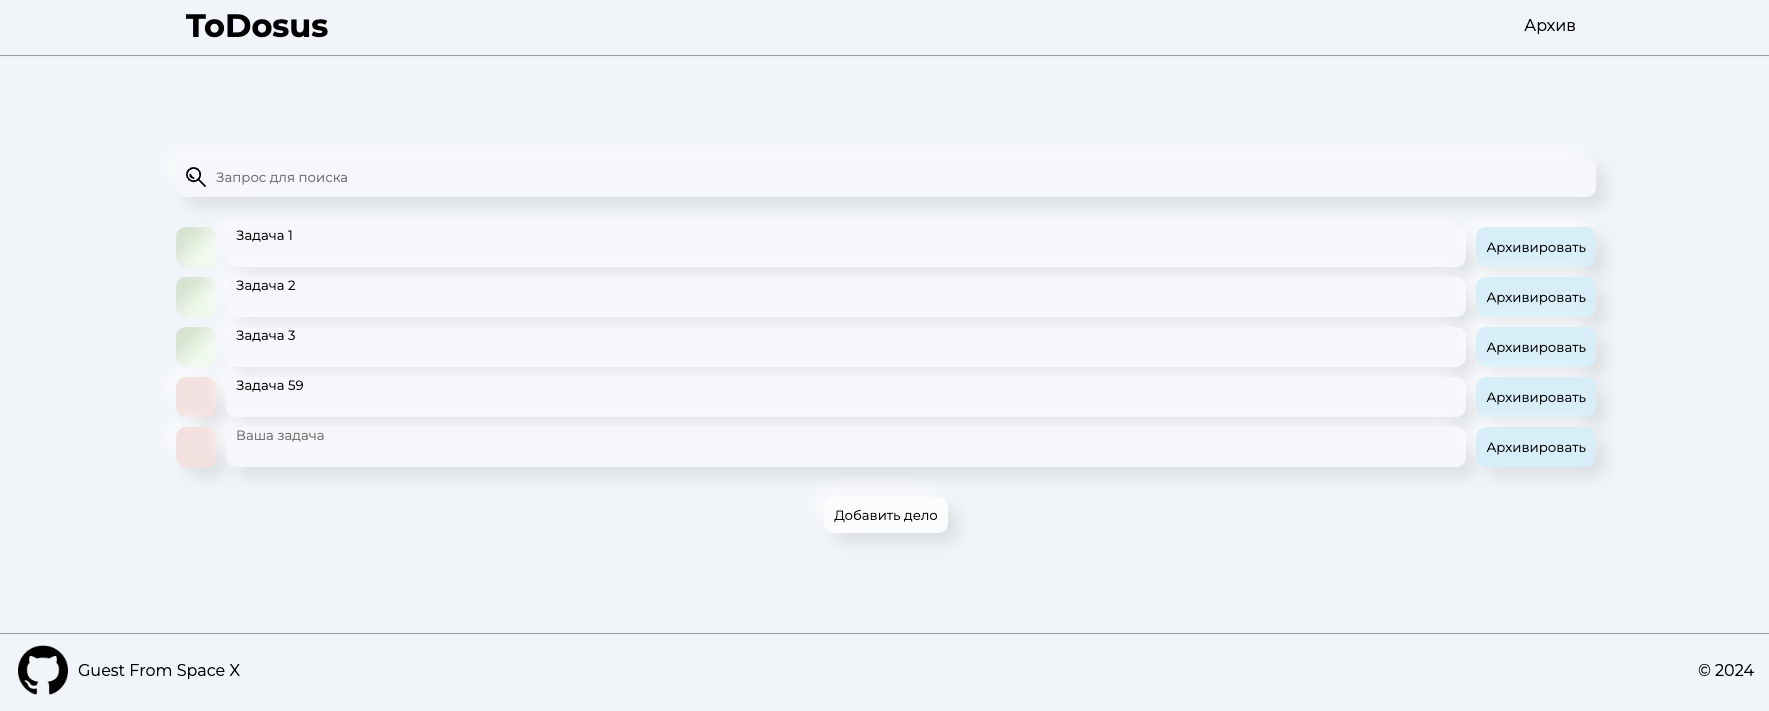 ToDosus
Архив
Запрос для поиска
Задача 1
Архивировать
Задача 2
Архивировать
Задача 3
Архивировать
Задача 59
Архивировать
Ваша задача
Архивировать
Добавить дело
Guest From Space X
© 2024